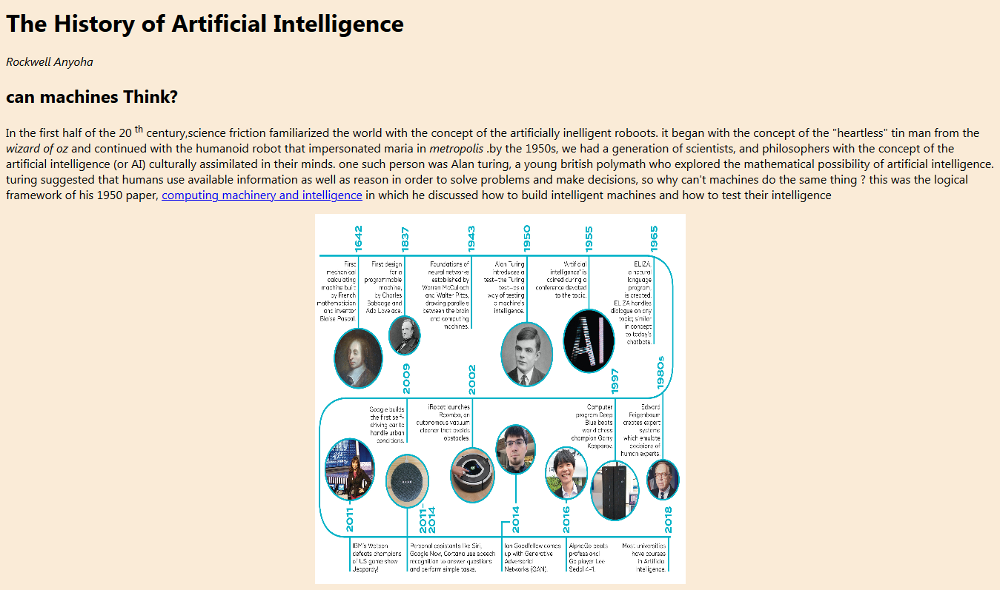 The History of Artificial Intelligence
Rockwell Anyoha
can machines Think?
In the first half of the 20 th century,science friction familiarized the world with the concept of the artificially inelligent roboots. it began with the concept of the "heartless" tin man from the
wizard of oz and continued with the humanoid robot that impersonated maria in metropolis .by the 1950s, we had a generation of scientists, and philosophers with the concept of the
artificial intelligence (or AI) culturally assimilated in their minds. one such person was Alan turing, a young british polymath who explored the mathematical possibility of artificial intelligence.
turing suggested that humans use available information as well as reason in order to solve problems and make decisions, so why can't machines do the same thing ? this was the logical
framework of his 1950 paper, computing machinery and intelligence in which he discussed how to build intelligent machines and how to test their intelligence
1642
First
mechanical
calculating
machine built
by French
mathematician
and inventor
Blaise Pascal.
1837
First design
for a
programmable
machine,
by Charles
Babbage and
Ada Lovelace.
1943
Foundations of
neural networks
established by
Warren McCulloch
and Walter Pitts,
drawing parallels
between the brain
and computing
machines.
1950
Alan Turing
introduces a
test—the Turing
test—as a
way of testing
a machine's
intelligence.
1955
'Artificial
intelligence' is
coined during a
conference devoted
to the topic.
AI
1965
ELIZA,
a natural
language
program,
is created.
ELIZA handles
dialogue on any
topic; similar
in concept
to today's
chatbots.
1980s
Edward
Feigenbaum
creates expert
systems
which emulate
decisions of
human experts.
1997
Computer
program Deep
Blue beats
world chess
champion Garry
Kasparov.
2002
iRobot launches
Roomba, an
autonomous vacuum
cleaner that avoids
obstacles.
2009
Google builds
the first self-
driving car to
handle urban
conditions.
2011
IBM's Watson
defeats champions
of US game show
Jeopardy!
2011-
2014
Personal assistants like Siri,
Google Now, Cortana use speech
recognition to answer questions
and perform simple tasks.
2014
Ian Goodfellow comes
up with Generative
Adversarial
Networks (GAN).
2016
AlphaGo beats
professional
Go player Lee
Sedol 4-1.
2018
Most universities
have courses
in Artificial
Intelligence.